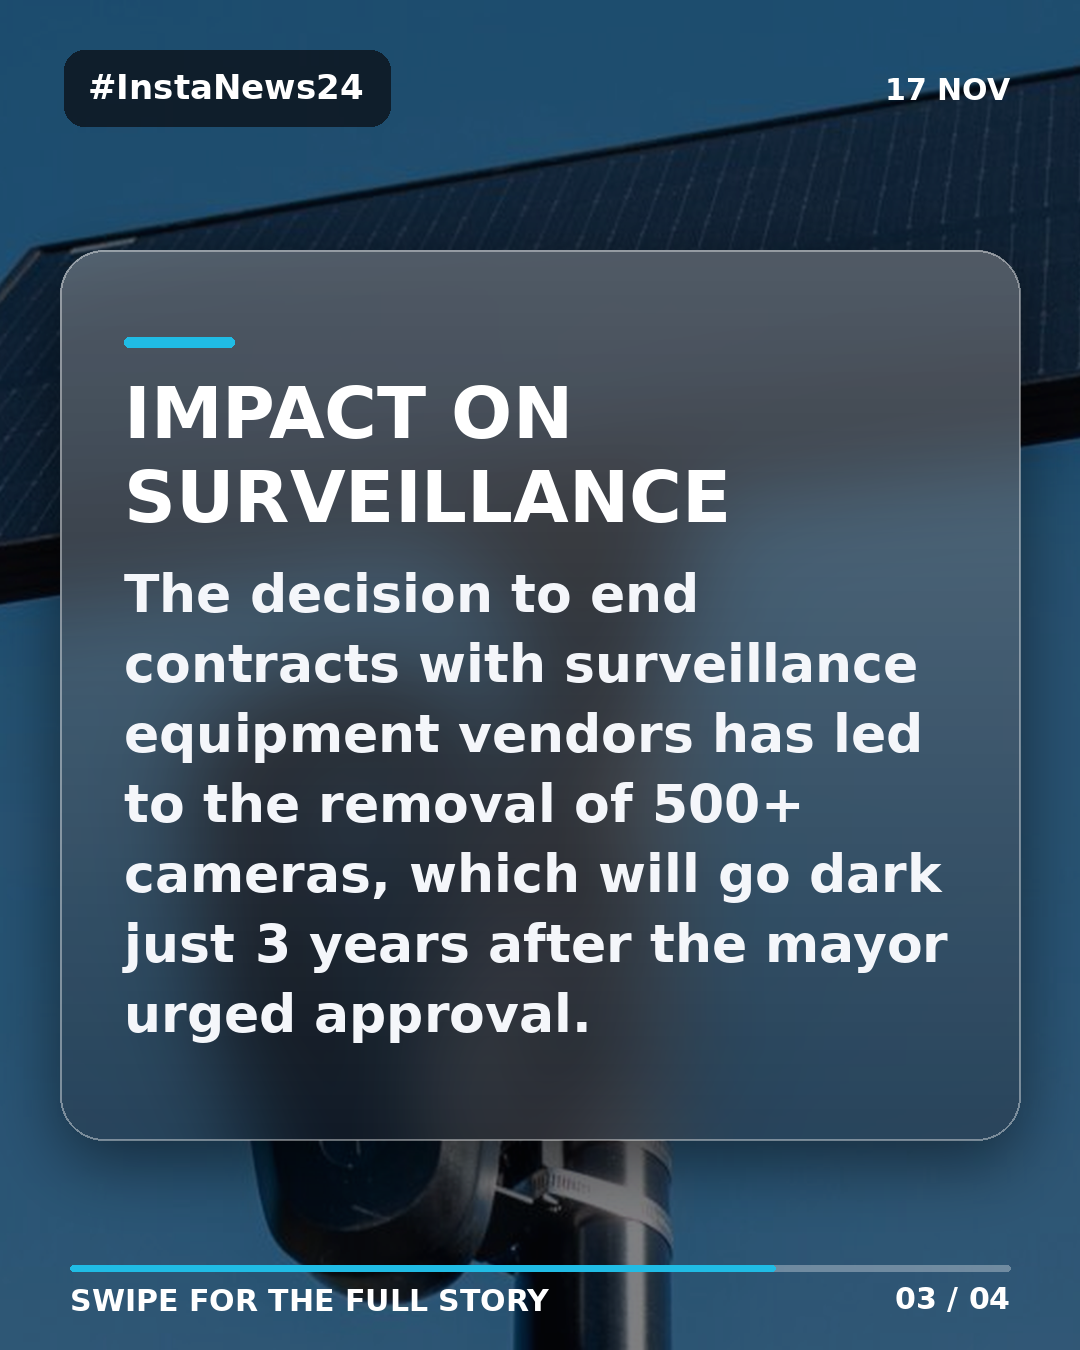 #InstaNews24
17 NOV
IMPACT ON
SURVEILLANCE
The decision to end
contracts with surveillance
equipment vendors has led
to the removal of 500+
cameras, which will go dark
just 3 years after the mayor
urged approval.
SWIPE FOR THE FULL STORY
03 / 04